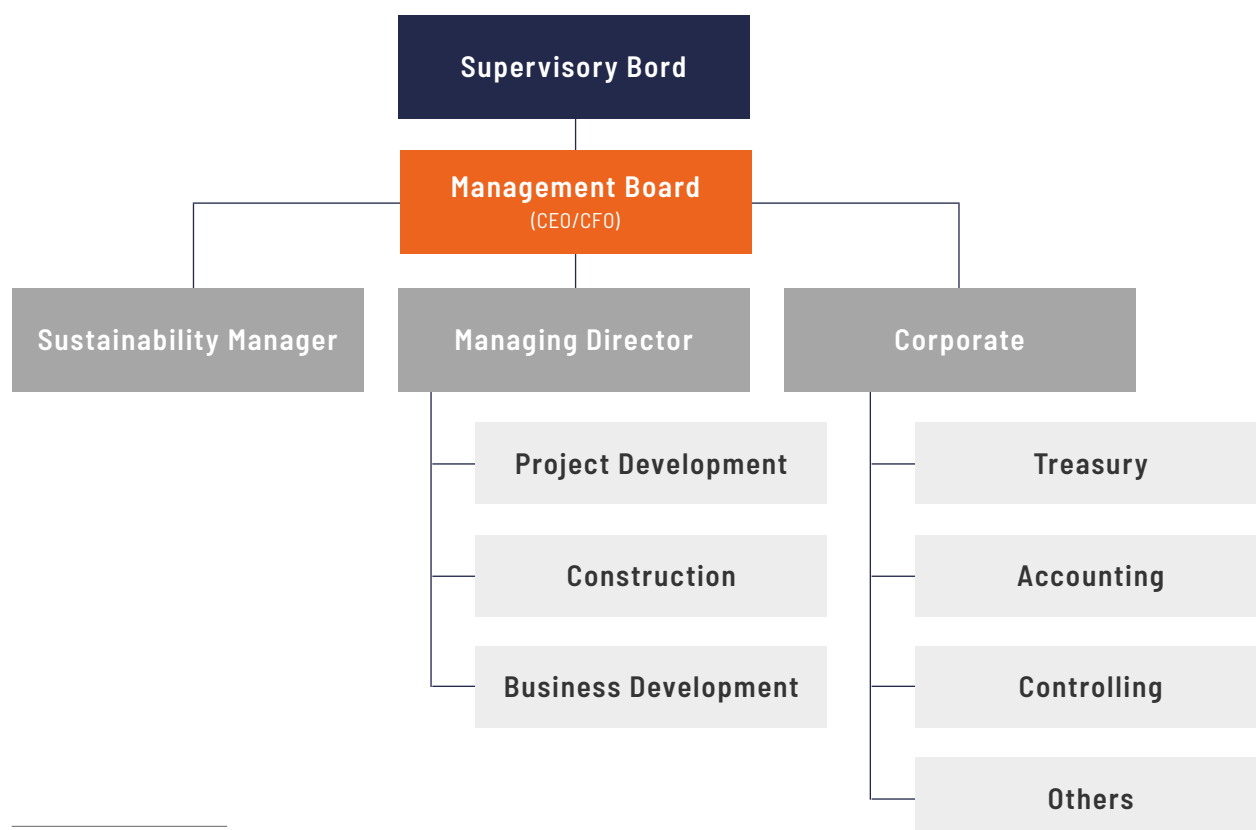 Supervisory Bord
Management Board
(CEO/CFO)
Sustainability Manager
Managing Director
Corporate
Project Development
Construction
Business Development
Treasury
Accounting
Controlling
Others